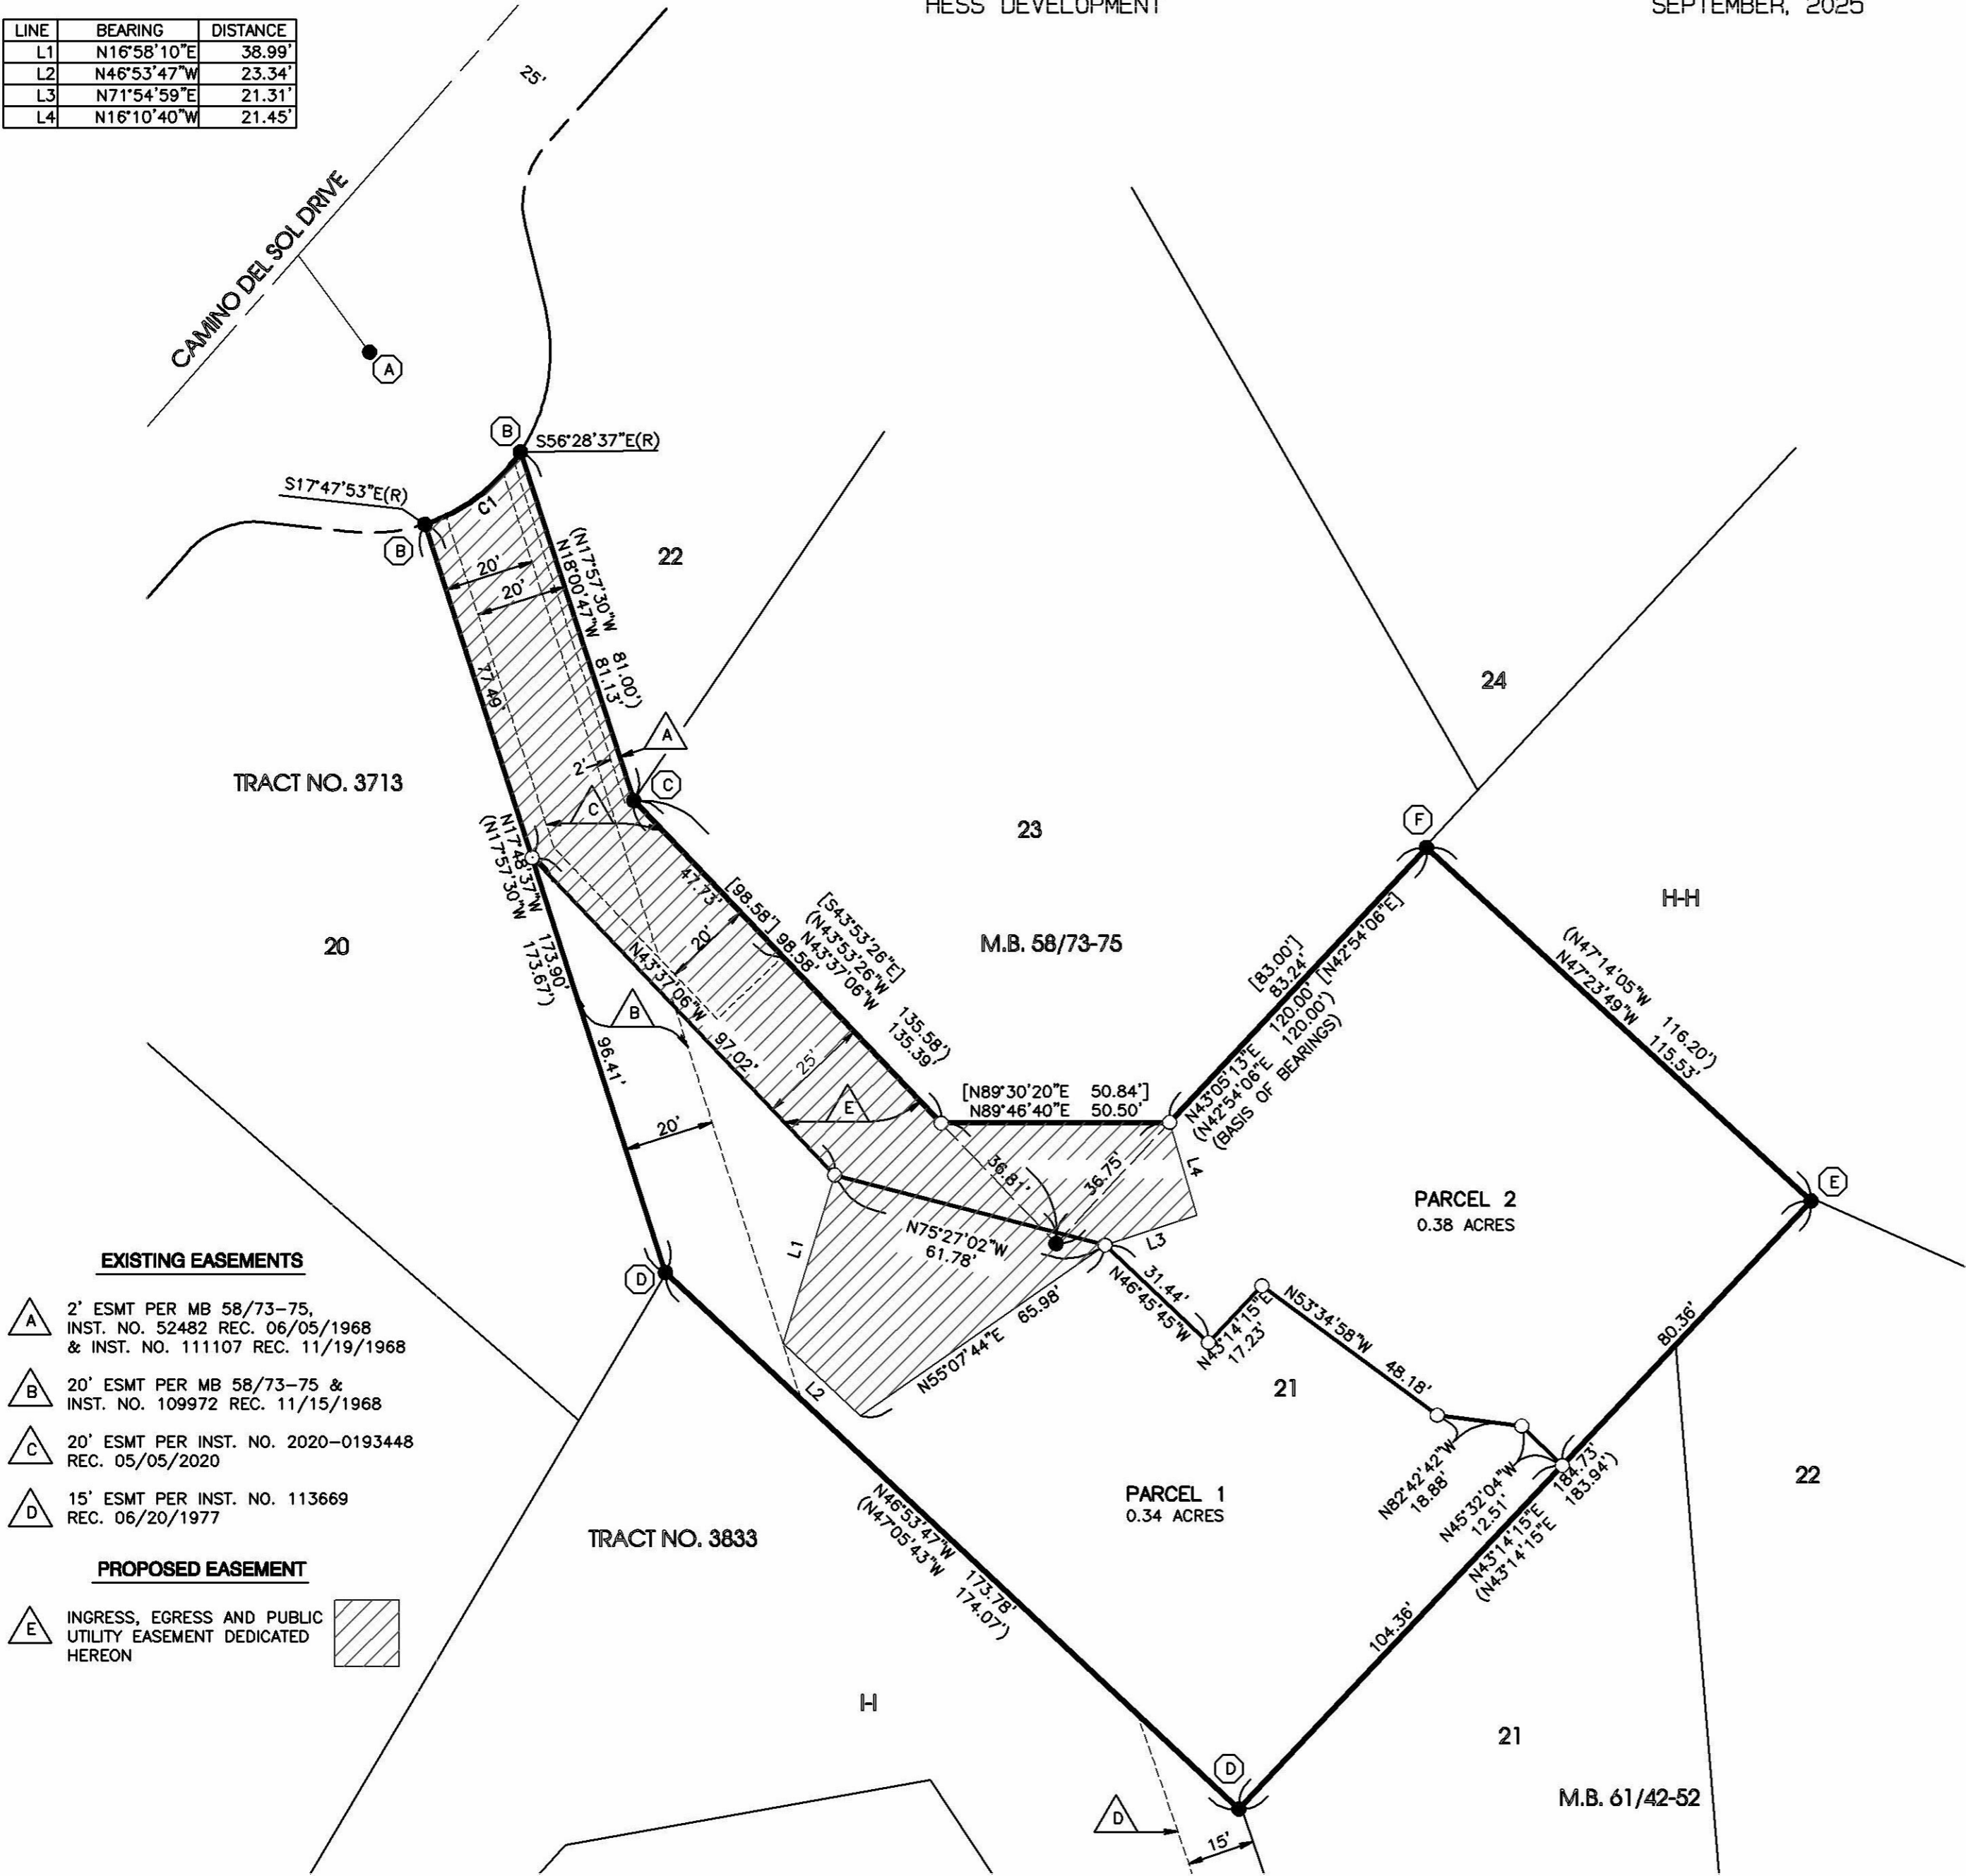 HESS DEVELOPMENT
SEPTEMBER, 2025
LINE BEARING DISTANCE
L1 N16°58'10"E 38.99'
L2 N46°53'47"W 23.34'
L3 N71°54'59"E 21.31'
L4 N16°10'40"W 21.45'
25'
CAMINO DEL SOL DRIVE
A
B
S56°28'37"E(R)
S17°47'53"E(R)
B
C1
20'
20'
(N17°57'30"W 81.00')
N18°00'47"W 81.13'
22
77.49'
24
A
2'
C
C
TRACT NO. 3713
23
F
N17°48'37"W 173.90'
(N17°57'30"W 173.67')
47.73'
[98.58'] 98.58'
[S43°53'26"E]
(N43°53'26"W 135.58')
N43°37'06"W 135.39'
20'
H-H
20
M.B. 58/73-75
(N47°14'05"W 116.20')
N47°23'49"W 115.53'
[83.00']
83.24'
N43°05'13"E 120.00' [N42°54'06"E]
(N42°54'06"E 120.00')
(BASIS OF BEARINGS)
N43°37'06"W 97.02'
B
96.41'
25'
E
[N89°30'20"E 50.84']
N89°46'40"E 50.50'
20'
36.81'
36.75'
L4
E
PARCEL 2
0.38 ACRES
L1
N75°27'02"W
61.78'
L3
D
31.44'
N46°45'45"W
N43°14'15"E
17.23'
N53°34'58"W 48.18'
80.36'
N55°07'44"E 65.98'
L2
21
EXISTING EASEMENTS
A
2' ESMT PER MB 58/73-75,
INST. NO. 52482 REC. 06/05/1968
& INST. NO. 111107 REC. 11/19/1968
B
20' ESMT PER MB 58/73-75 &
INST. NO. 109972 REC. 11/15/1968
C
20' ESMT PER INST. NO. 2020-0193448
REC. 05/05/2020
D
15' ESMT PER INST. NO. 113669
REC. 06/20/1977
PROPOSED EASEMENT
E
INGRESS, EGRESS AND PUBLIC
UTILITY EASEMENT DEDICATED
HEREON
N82°42'42"W
18.88'
N45°32'04"W
12.51'
N43°14'15"E 184.73'
(N43°14'15"E 183.94')
22
PARCEL 1
0.34 ACRES
TRACT NO. 3833
N46°53'47"W 173.78'
(N47°05'43"W 174.07')
104.36'
H
21
D
M.B. 61/42-52
D
15'